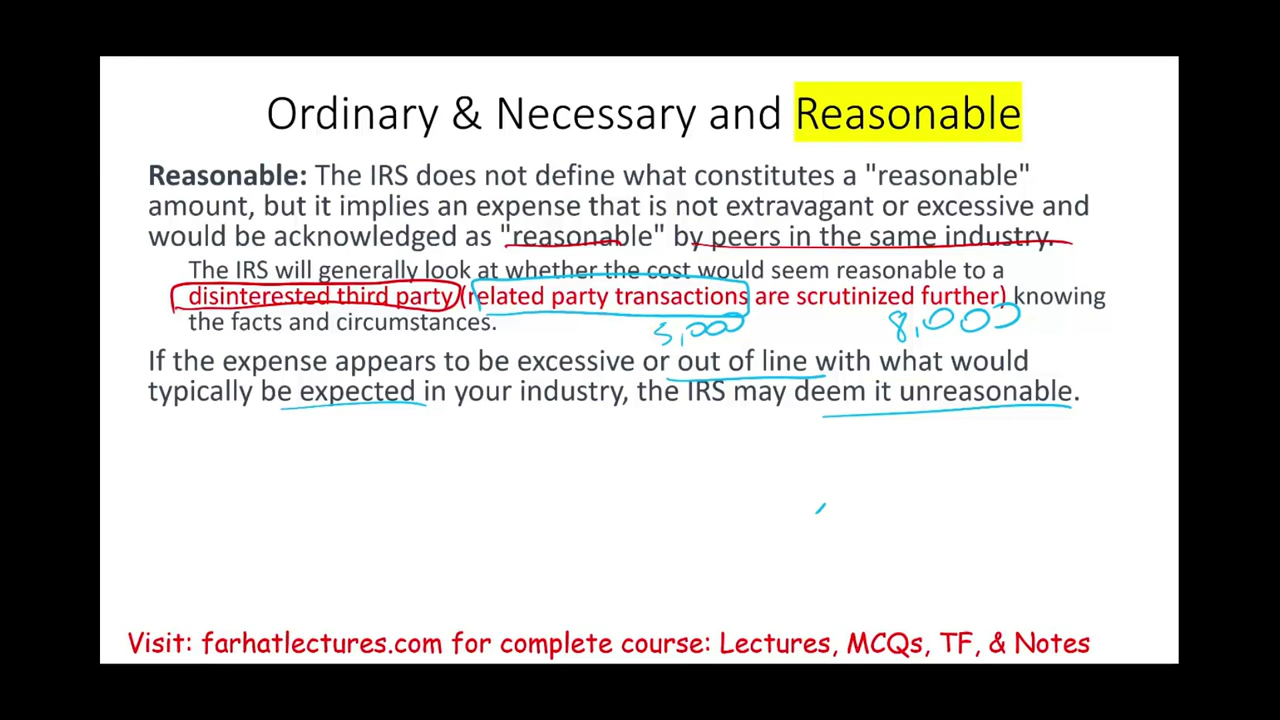 Ordinary & Necessary and Reasonable
Reasonable: The IRS does not define what constitutes a "reasonable"
amount, but it implies an expense that is not extravagant or excessive and
would be acknowledged as "reasonable" by peers in the same industry.
The IRS will generally look at whether the cost would seem reasonable to a
disinterested third party (related party transactions are scrutinized further) knowing
the facts and circumstances.
5,000 8,000
If the expense appears to be excessive or out of line with what would
typically be expected in your industry, the IRS may deem it unreasonable.
Visit: farhatlectures.com for complete course: Lectures, MCQs, TF, & Notes